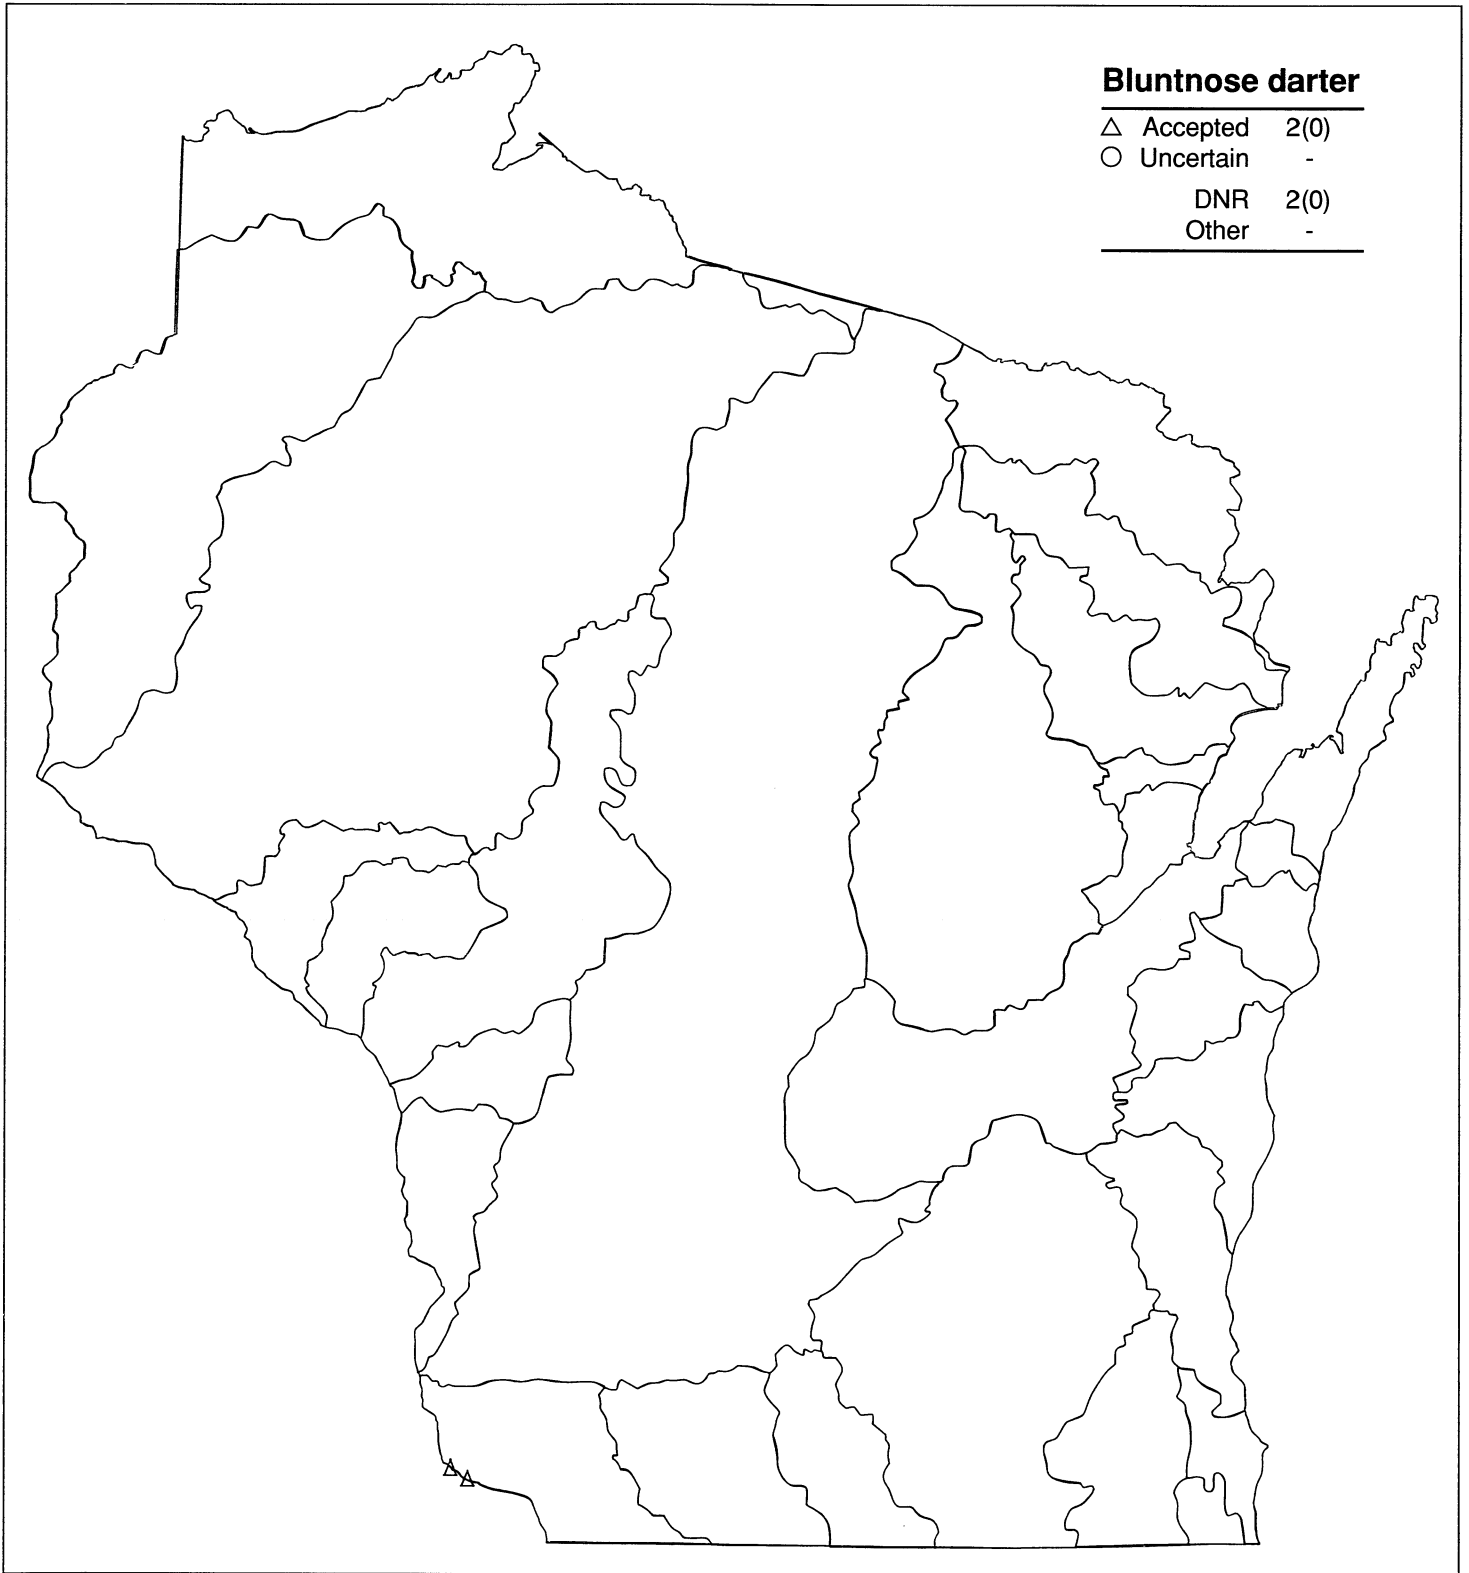 Bluntnose darter
△ Accepted 2(0)
○ Uncertain -
DNR 2(0)
Other -